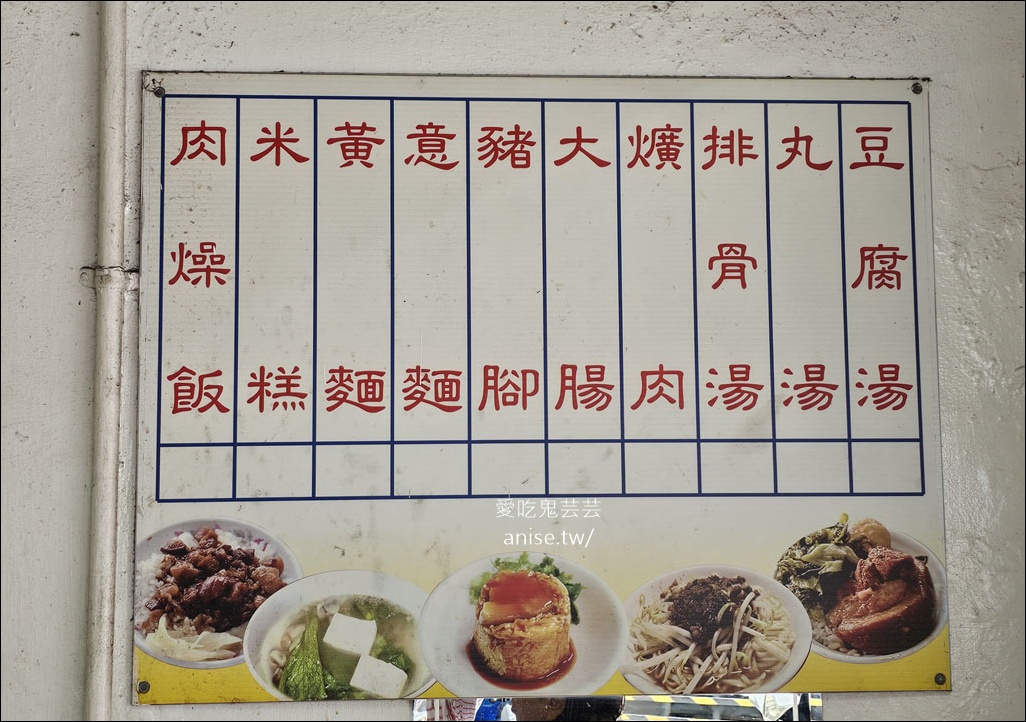 豆腐湯
丸湯
排骨湯
爌肉
大腸
豬腳
意麵
黃麵
米糕
肉燥飯
愛吃鬼芸芸
anise.tw/